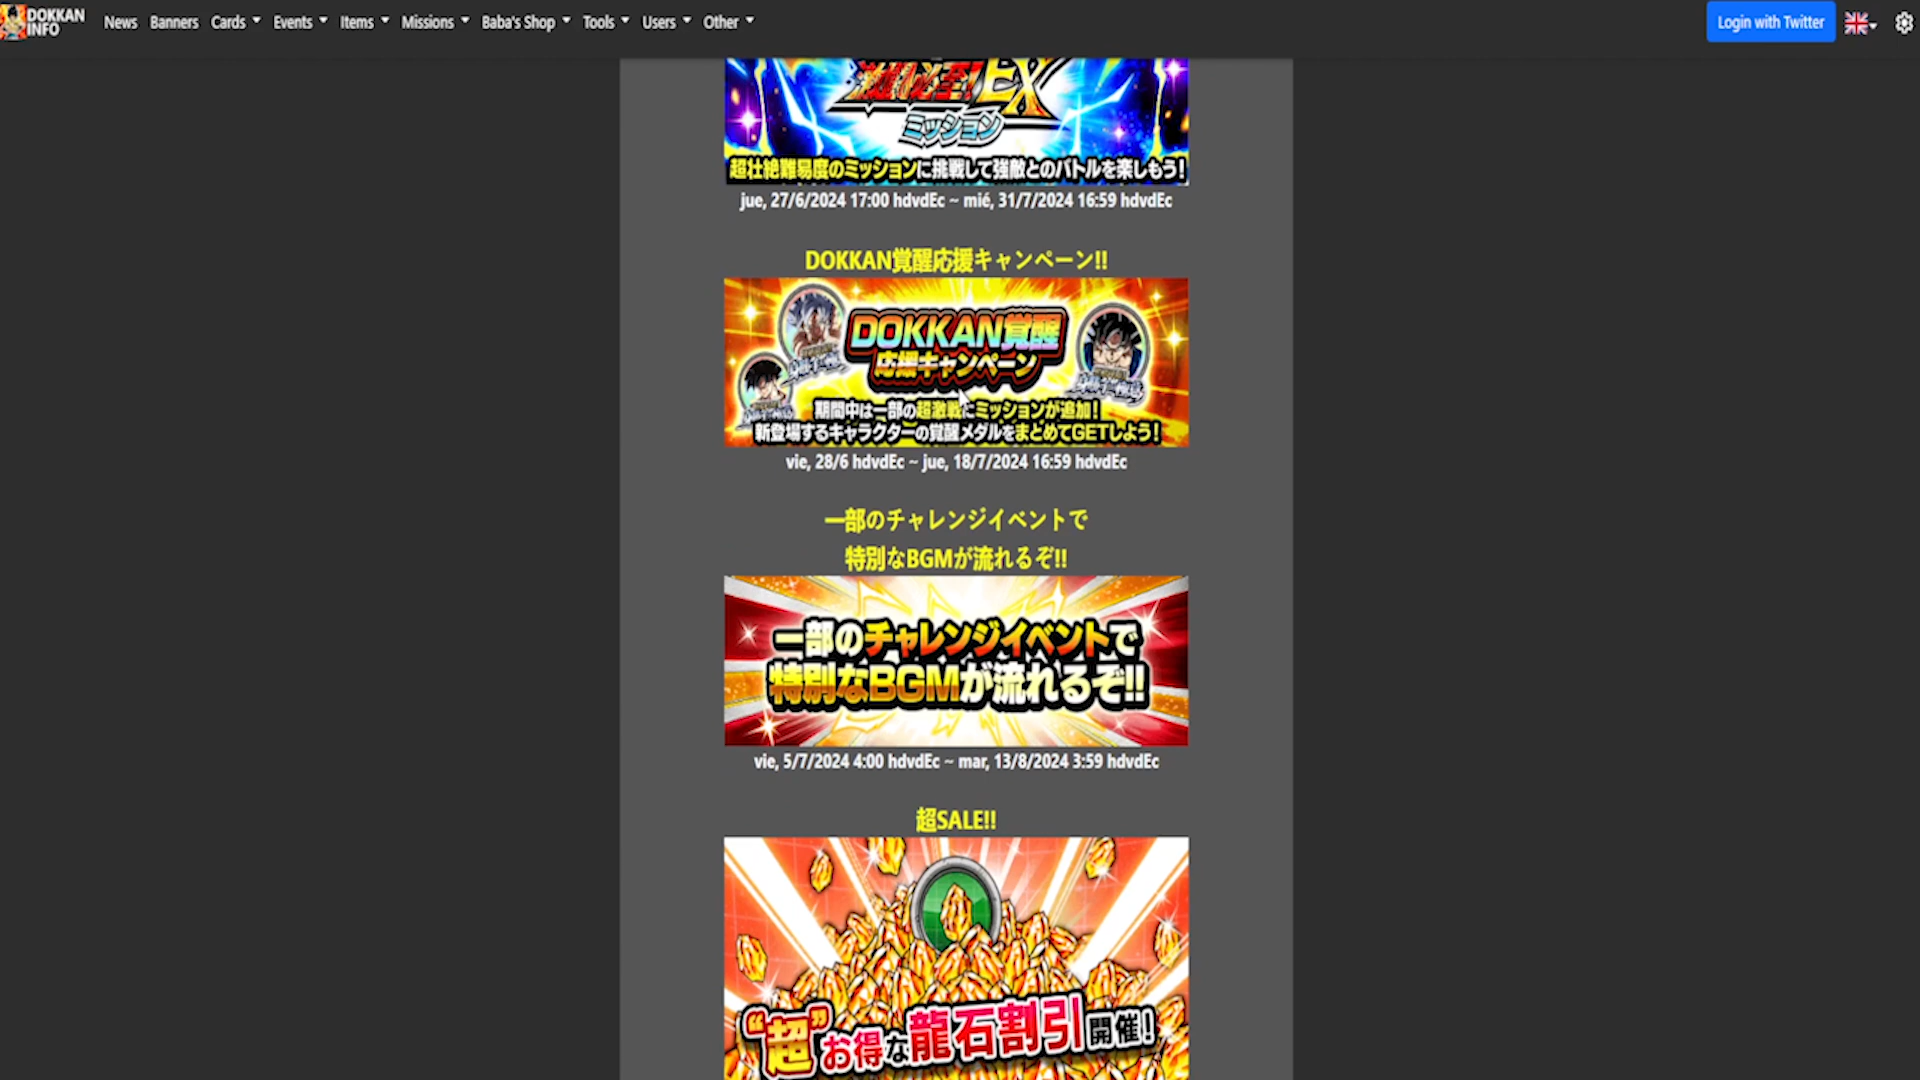 DOKKAN
INFO
News Banners Cards Events Items Missions Baba's Shop Tools Users Other
Login with Twitter
激戦必至!EX
ミッション
超壮絶難易度のミッションに挑戦して強敵とのバトルを楽しもう!
jue, 27/6/2024 17:00 hdvdEc ~ mié, 31/7/2024 16:59 hdvdEc
DOKKAN覚醒応援キャンペーン!!
DOKKAN覚醒
応援キャンペーン
期間中は一部の超激戦にミッションが追加!
新登場するキャラクターの覚醒メダルをまとめてGETしよう!
vie, 28/6 hdvdEc ~ jue, 18/7/2024 16:59 hdvdEc
一部のチャレンジイベントで
特別なBGMが流れるぞ!!
一部のチャレンジイベントで
特別なBGMが流れるぞ!!
vie, 5/7/2024 4:00 hdvdEc ~ mar, 13/8/2024 3:59 hdvdEc
超SALE!!
“超”お得な龍石割引開催!